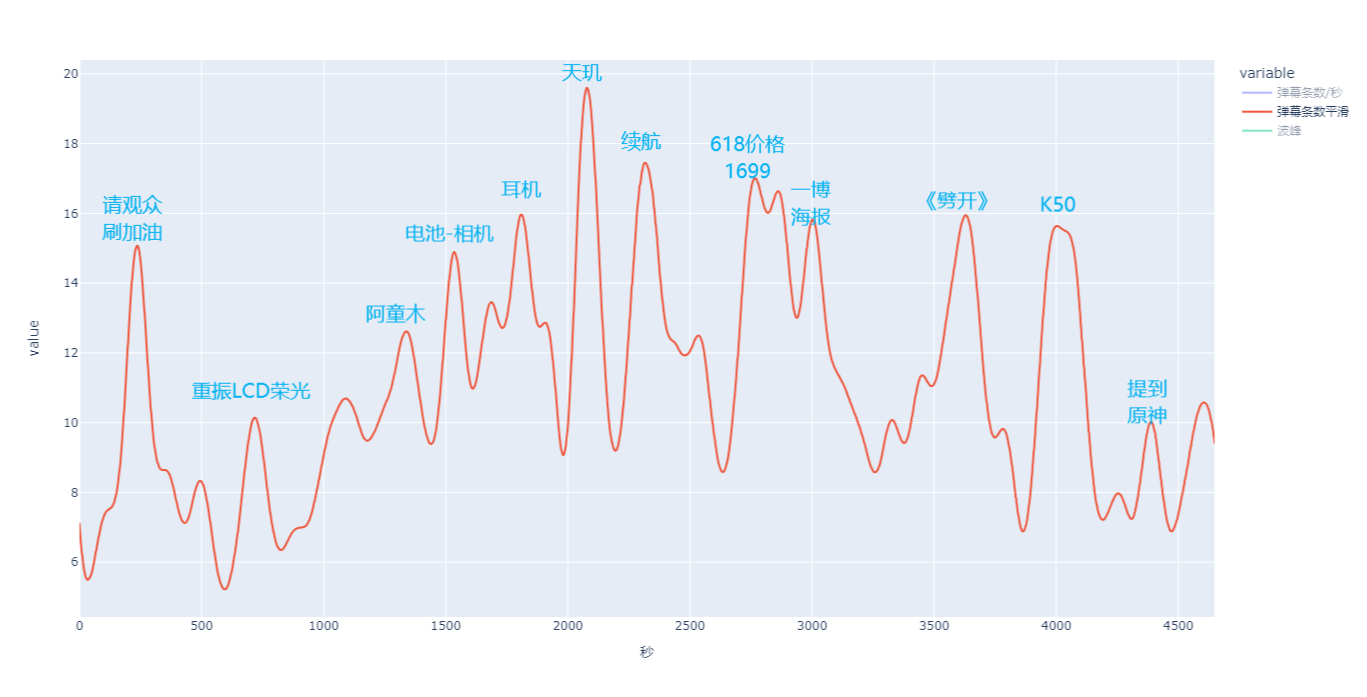 variable
弹幕条数/秒
弹幕条数平滑
波峰
天玑
续航
618价格
1699
耳机
一博
海报
请观众
刷加油
电池-相机
《劈开》
K50
阿童木
重振LCD荣光
提到
原神
value
20
18
16
14
12
10
8
6
0
500
1000
1500
2000
2500
3000
3500
4000
4500
秒